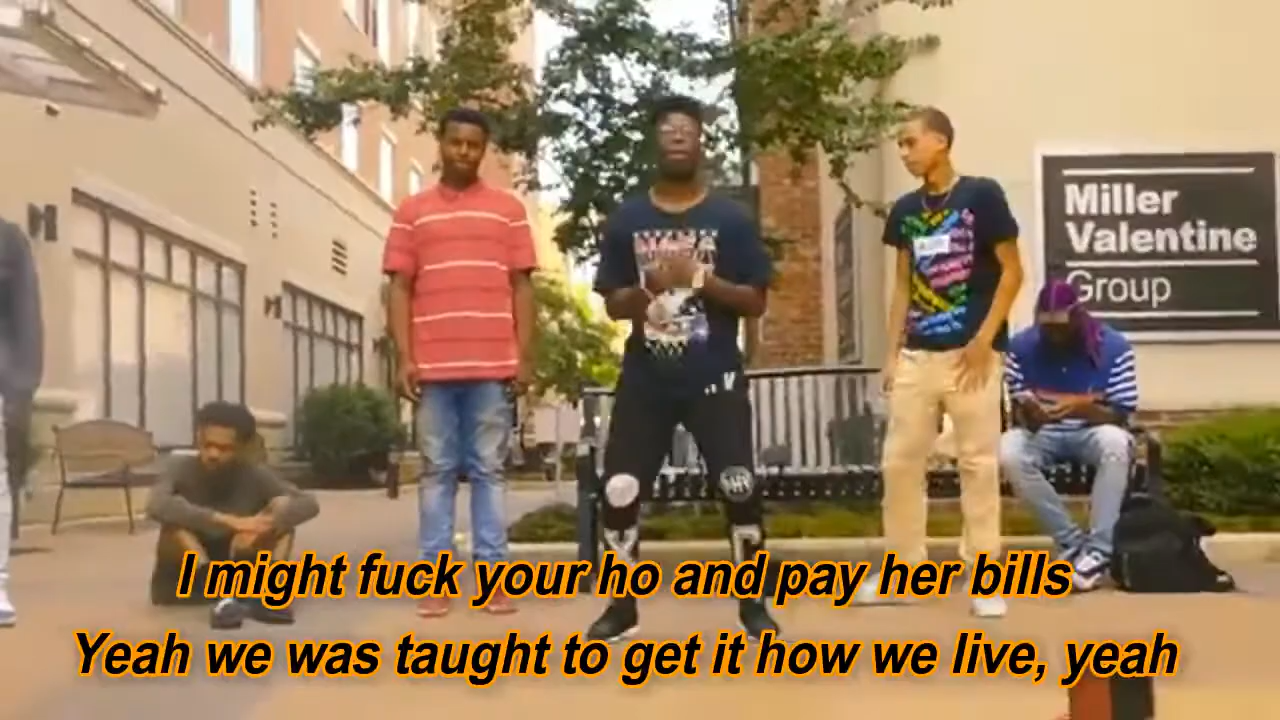 Miller
Valentine
Group
I might fuck your ho and pay her bills
Yeah we was taught to get it how we live, yeah